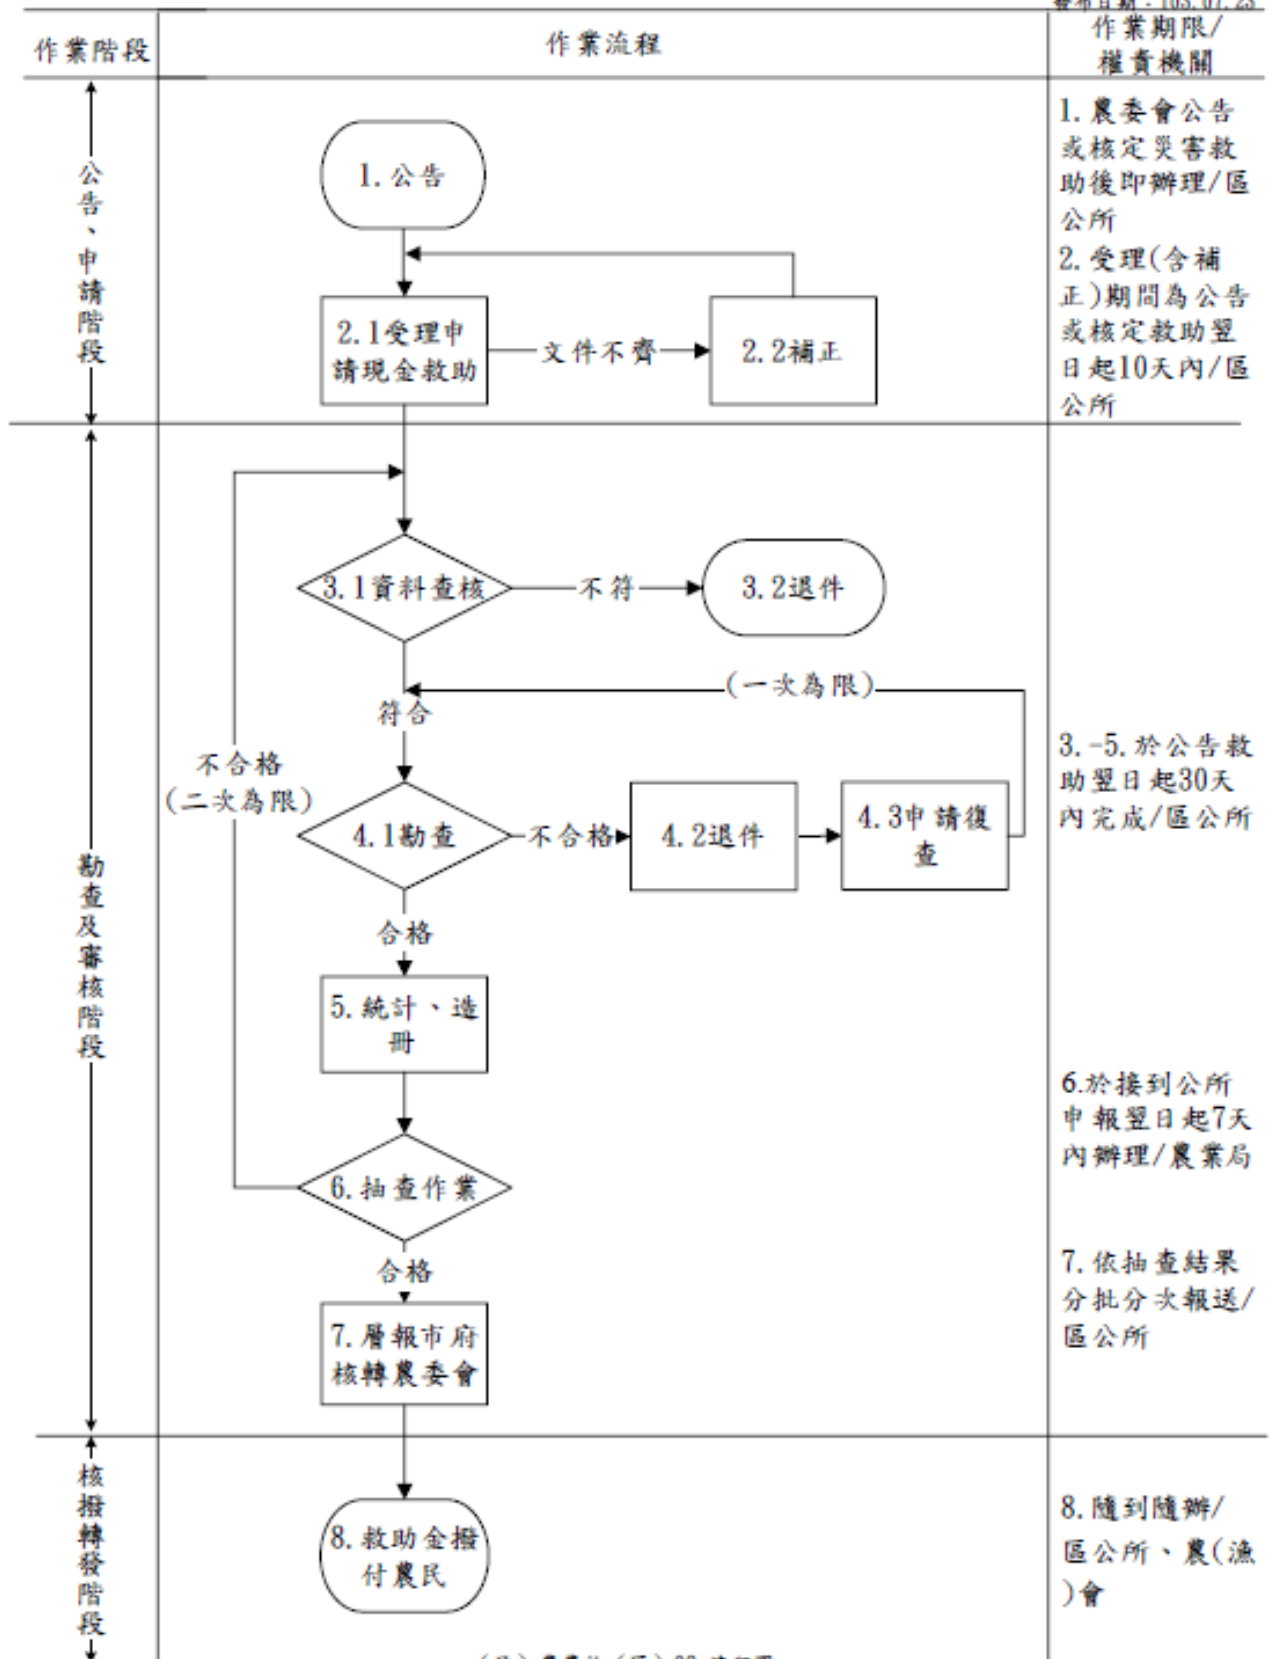 發布日期：103.07.23
作業階段
作業流程
作業期限/
權責機關
公告、申請階段
1.公告
2.1受理申
請現金救助
文件不齊
2.2補正
1.農委會公告
或核定災害救
助後即辦理/區
公所
2.受理(含補
正)期間為公告
或核定救助翌
日起10天內/區
公所
勘查及審核階段
3.1資料查核
不符
3.2退件
(一次為限)
符合
不合格
(二次為限)
4.1勘查
不合格
4.2退件
4.3申請復
查
合格
5.統計、造
冊
6.抽查作業
合格
7.層報市府
核轉農委會
3.-5.於公告救
助翌日起30天
內完成/區公所
6.於接到公所
申報翌日起7天
內辦理/農業局
7.依抽查結果
分批分次報送/
區公所
核撥轉發階段
8.救助金撥
付農民
8.隨到隨辦/
區公所、農(漁
)會